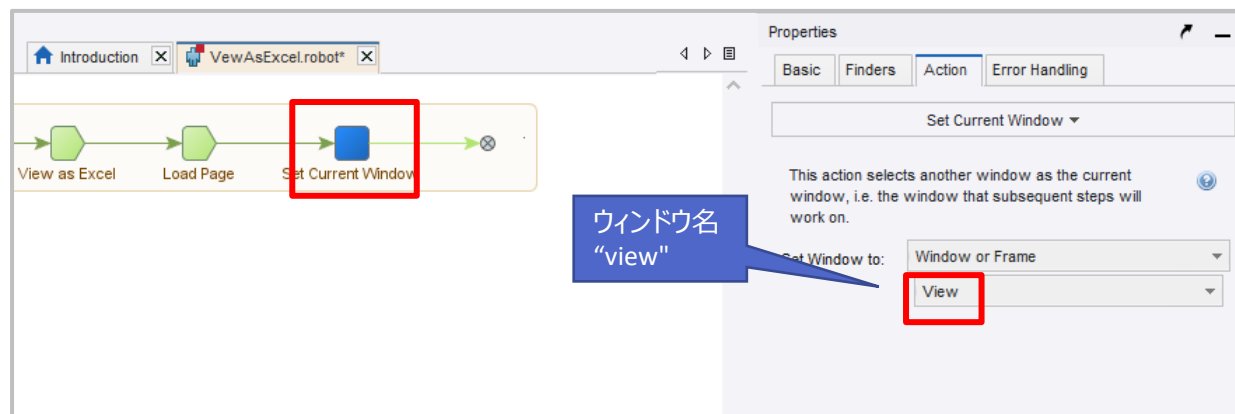 Introduction
VewAsExcel.robot*
View as Excel
Load Page
Set Current Window
ウィンドウ名
“view"
Properties
Basic
Finders
Action
Error Handling
Set Current Window
This action selects another window as the current
window, i.e. the window that subsequent steps will
work on.
Set Window to:
Window or Frame
View